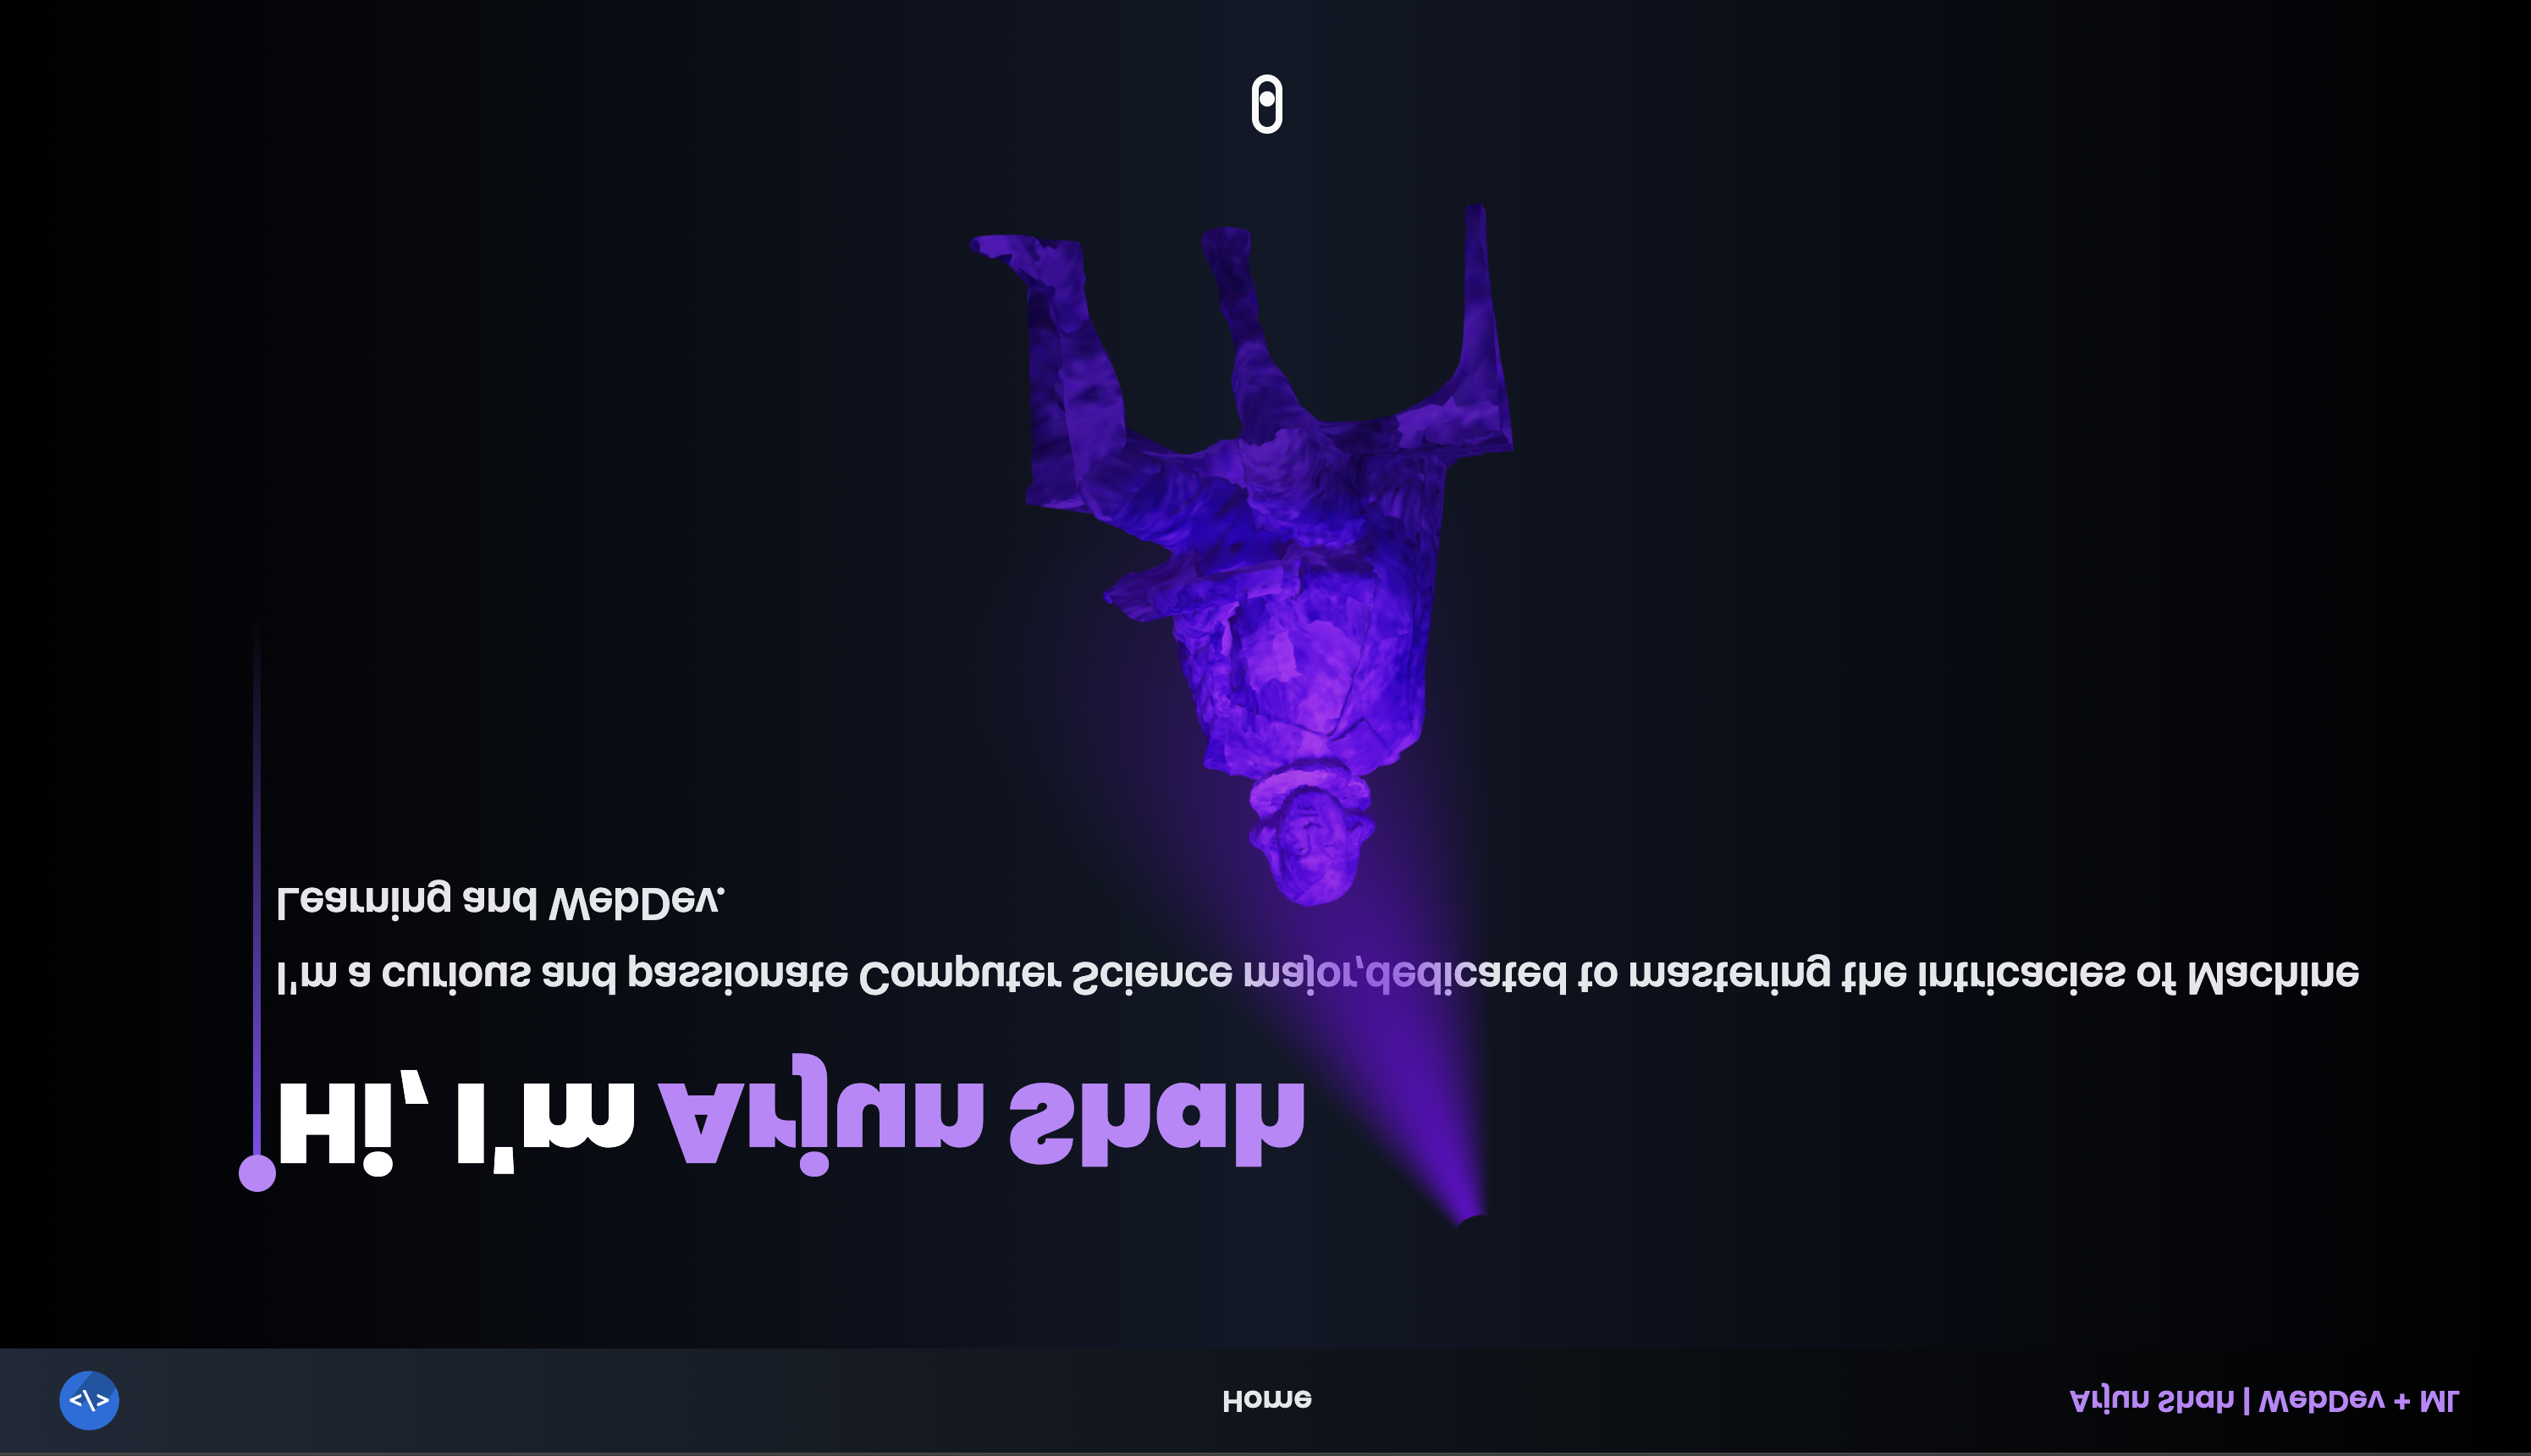 </>
Home
Arjun Shah | WebDev + ML
Hi, I'm Arjun Shah
I'm a curious and passionate Computer Science major,dedicated to mastering the intricacies of Machine
Learning and WebDev.